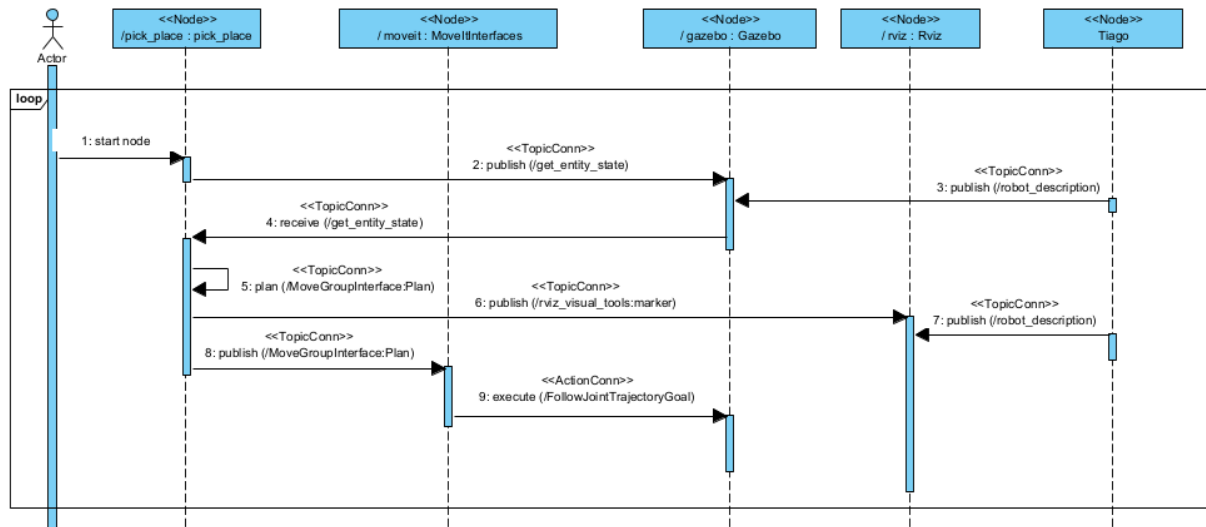 <<Node>>
/pick_place : pick_place
<<Node>>
/ moveit : MoveItInterfaces
<<Node>>
/ gazebo : Gazebo
<<Node>>
/ rviz : Rviz
<<Node>>
Tiago
Actor
loop
1: start node
<<TopicConn>>
2: publish (/get_entity_state)
<<TopicConn>>
3: publish (/robot_description)
<<TopicConn>>
4: receive (/get_entity_state)
<<TopicConn>>
5: plan (/MoveGroupInterface:Plan)
<<TopicConn>>
6: publish (/rviz_visual_tools:marker)
<<TopicConn>>
7: publish (/robot_description)
<<TopicConn>>
8: publish (/MoveGroupInterface:Plan)
<<ActionConn>>
9: execute (/FollowJointTrajectoryGoal)